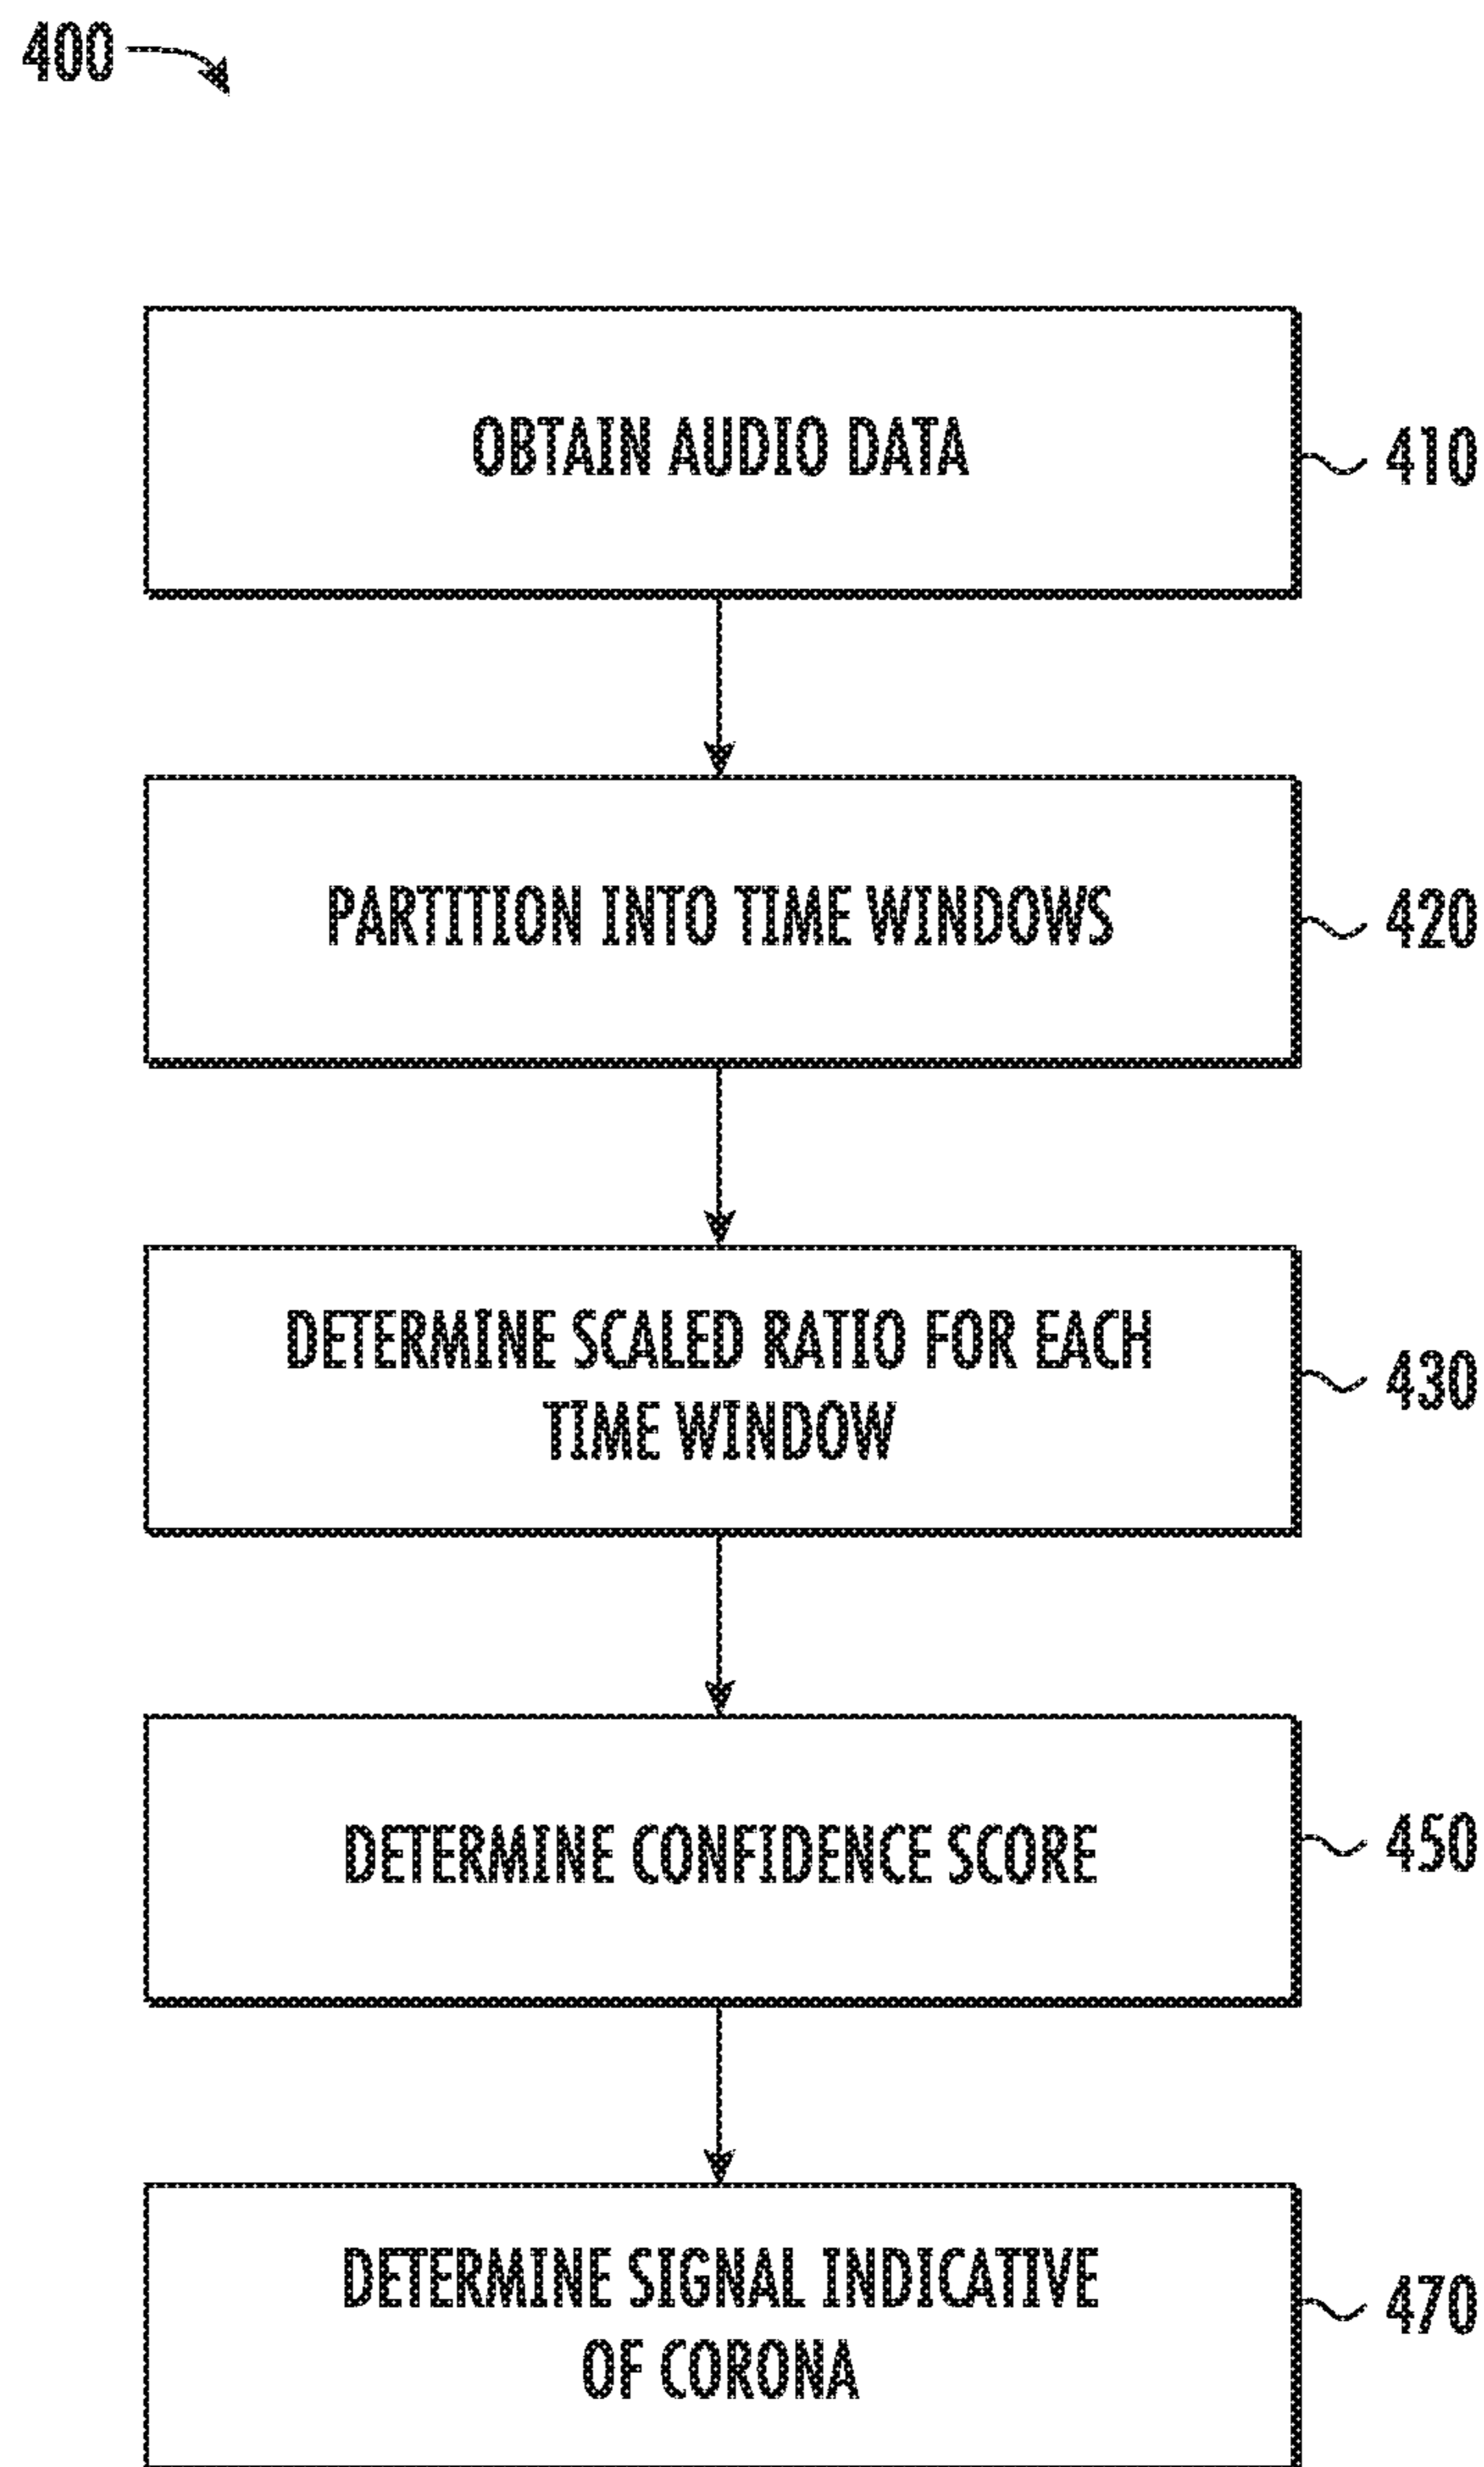 400
OBTAIN AUDIO DATA
410
PARTITION INTO TIME WINDOWS
420
DETERMINE SCALED RATIO FOR EACH
TIME WINDOW
430
DETERMINE CONFIDENCE SCORE
450
DETERMINE SIGNAL INDICATIVE
OF CORONA
470